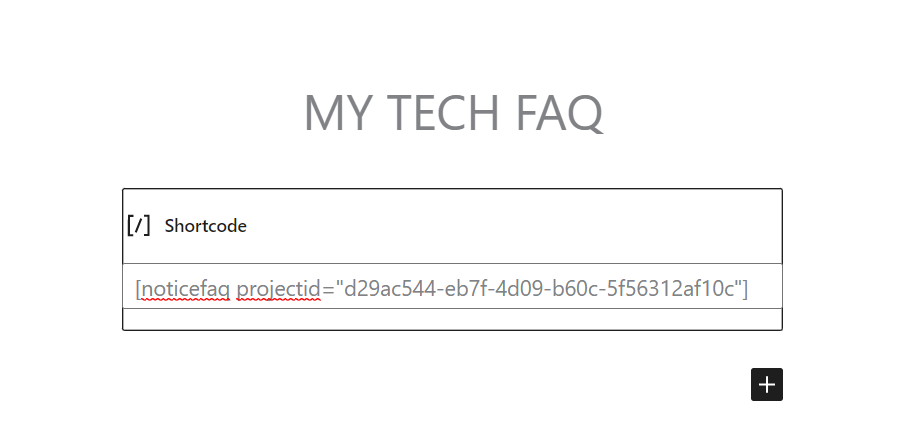 MY TECH FAQ
[/] Shortcode
[noticefaq projectid="d29ac544-eb7f-4d09-b60c-5f56312af10c"]